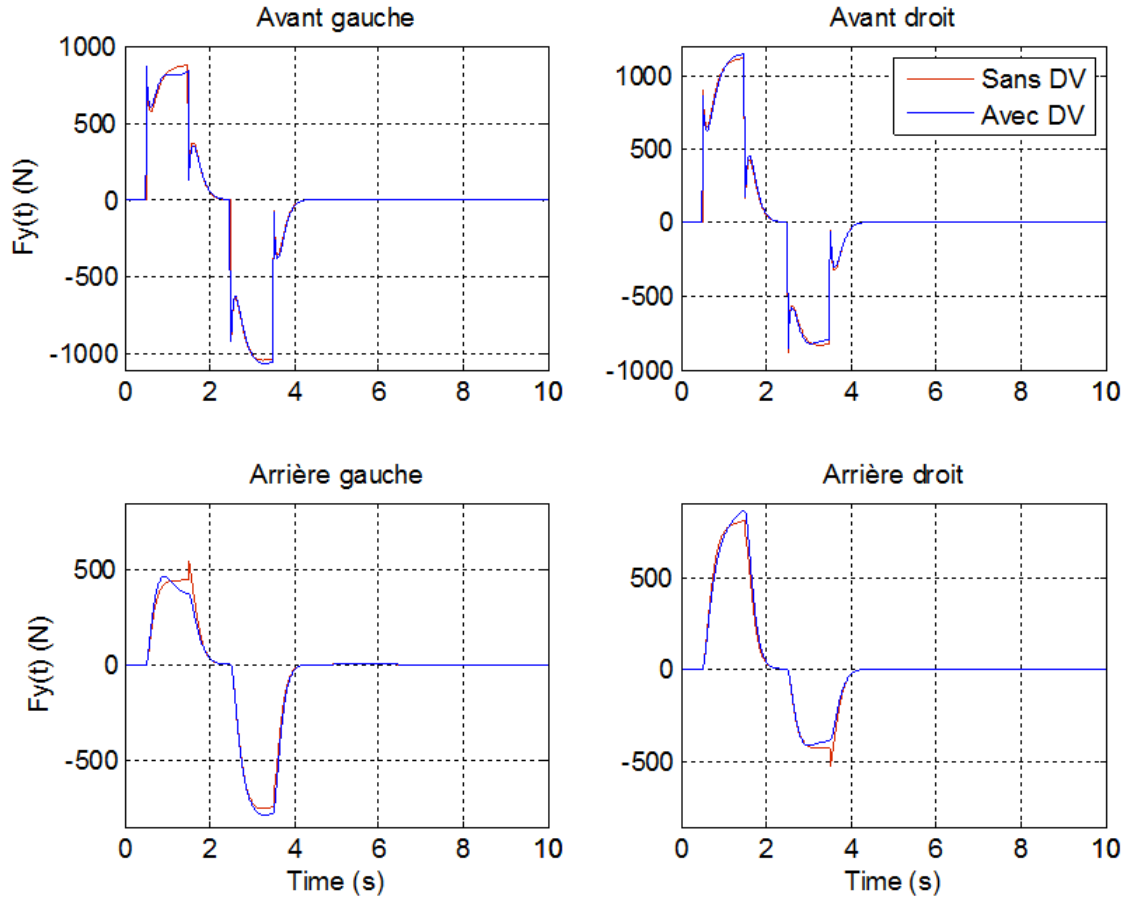 Avant gauche
Avant droit
1000
500
0
-500
-1000
Fy(t) (N)
0 2 4 6 8 10
1000
500
0
-500
-1000
0 2 4 6 8 10
Sans DV
Avec DV
Arrière gauche
Arrière droit
500
0
-500
Fy(t) (N)
0 2 4 6 8 10
Time (s)
500
0
-500
0 2 4 6 8 10
Time (s)